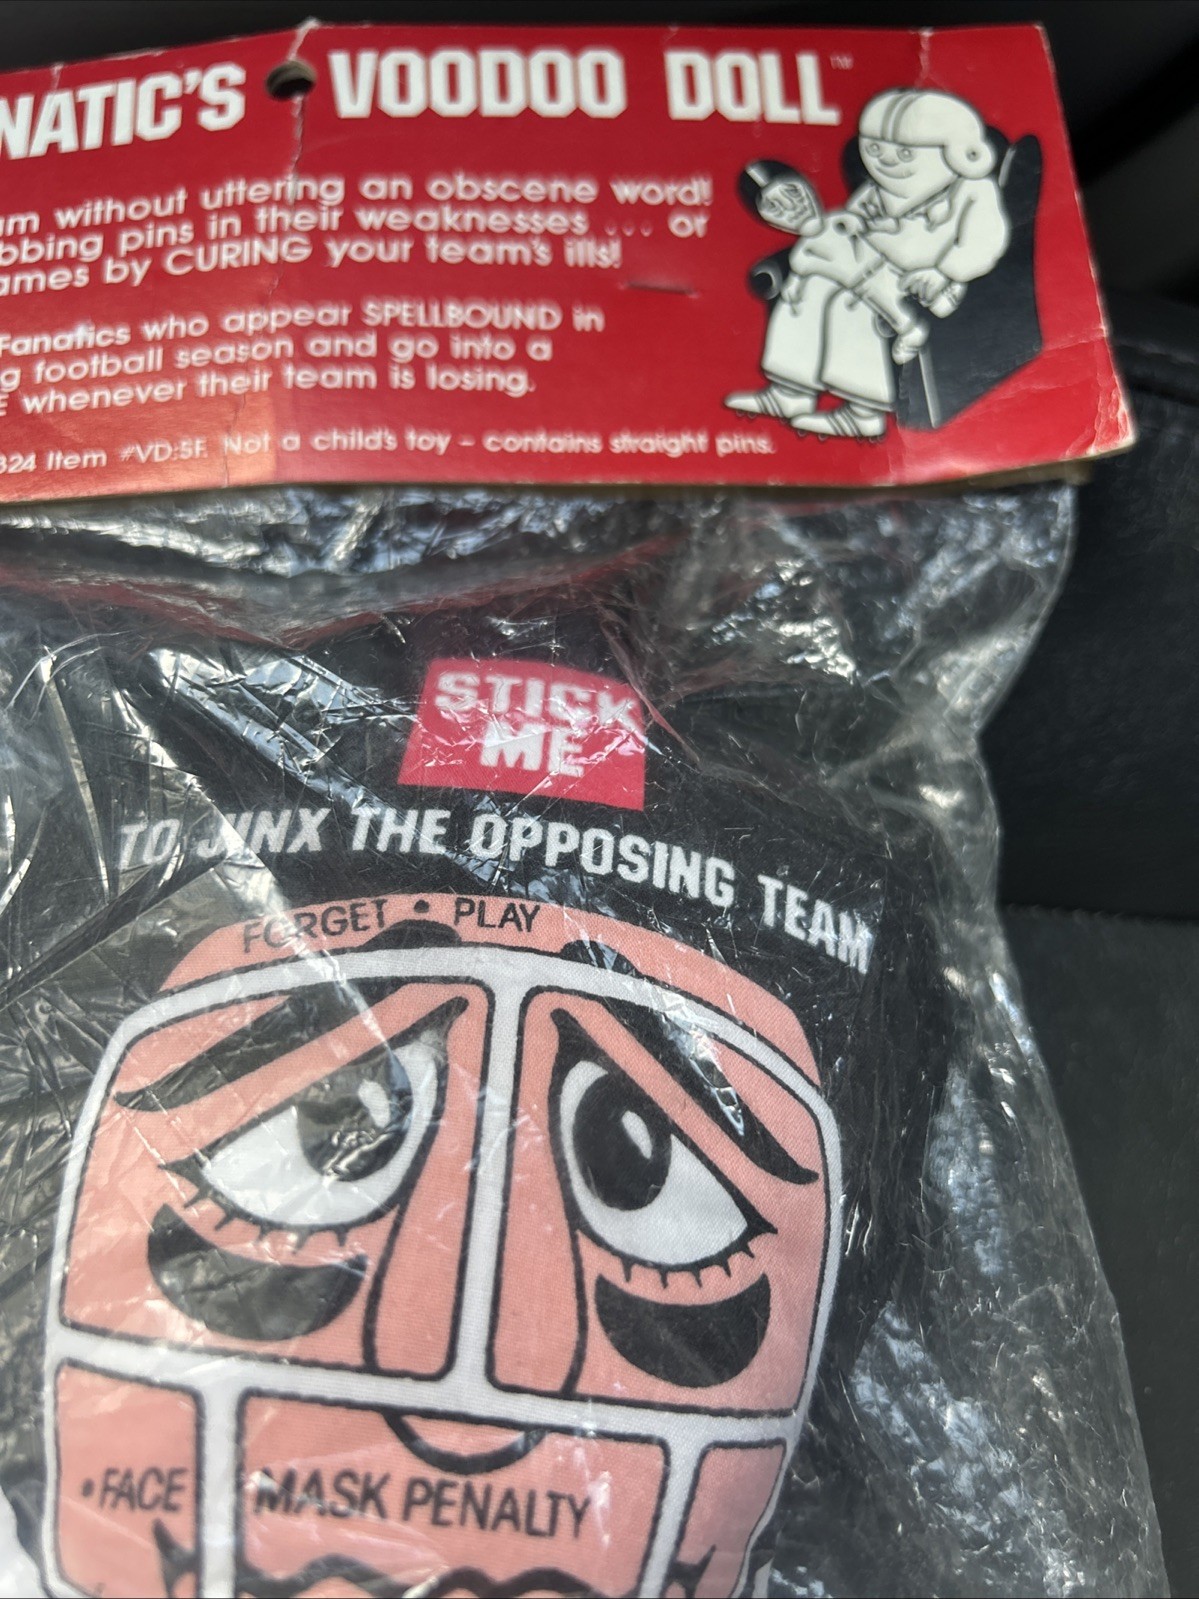 NATIC'S VOODOO DOLL™
am without uttering an obscene word!
bbing pins in their weaknesses ... or
ames by CURING your team's ills!
Fanatics who appear SPELLBOUND in
g football season and go into a
E whenever their team is losing.
324 Item #VD:SF. Not a child's toy – contains straight pins.
STICK
ME
TO JINX THE OPPOSING TEAM
FORGET • PLAY
• FACE MASK PENALTY